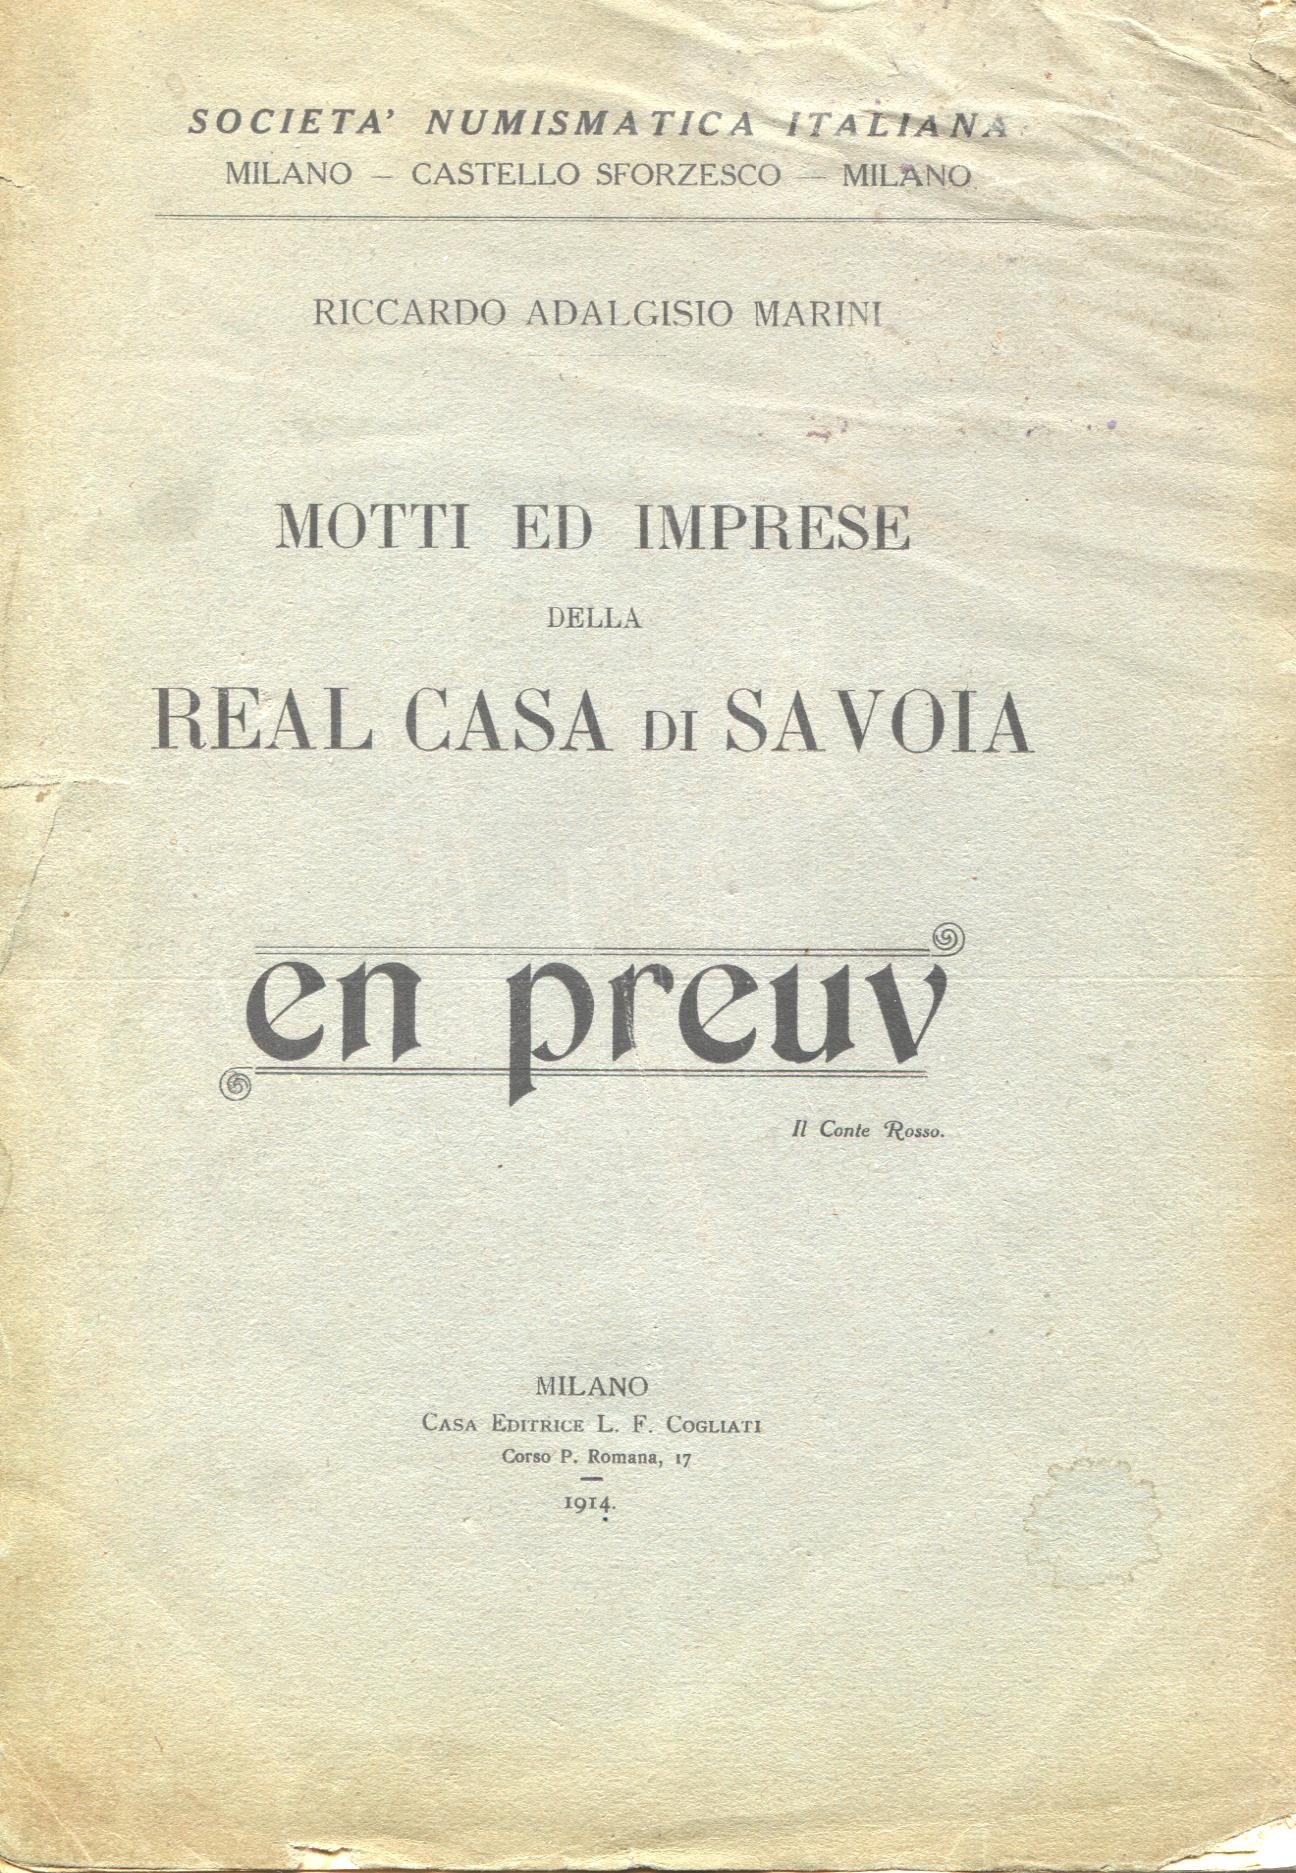 SOCIETA' NUMISMATICA ITALIANA
MILANO — CASTELLO SFORZESCO — MILANO
RICCARDO ADALGISIO MARINI
MOTTI ED IMPRESE
DELLA
REAL CASA DI SAVOIA
en preuv
Il Conte Rosso.
MILANO
CASA EDITRICE L. F. COGLIATI
Corso P. Romana, 17
1914.